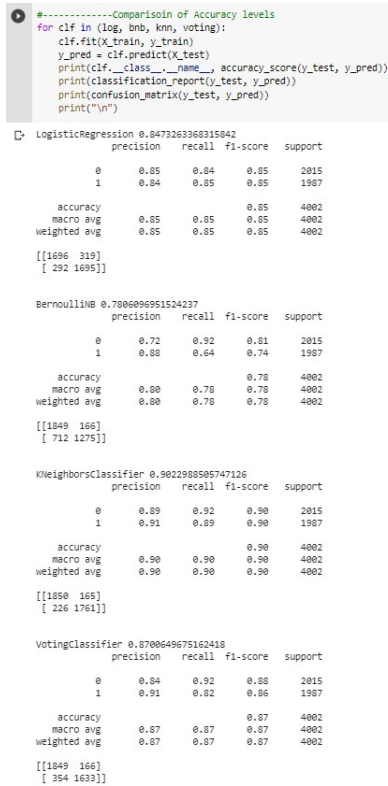 #-------------Comparisoin of Accuracy levels
for clf in (log, bnb, knn, voting):
    clf.fit(X_train, y_train)
    y_pred = clf.predict(X_test)
    print(clf.__class__.__name__, accuracy_score(y_test, y_pred))
    print(classification_report(y_test, y_pred))
    print(confusion_matrix(y_test, y_pred))
    print("\n")
LogisticRegression 0.8473263368315842
              precision    recall  f1-score   support
           0       0.85      0.84      0.85      2015
           1       0.84      0.85      0.85      1987
    accuracy                           0.85      4002
   macro avg       0.85      0.85      0.85      4002
weighted avg       0.85      0.85      0.85      4002
[[1696  319]
 [ 292 1695]]
BernoulliNB 0.7806096951524237
              precision    recall  f1-score   support
           0       0.72      0.92      0.81      2015
           1       0.88      0.64      0.74      1987
    accuracy                           0.78      4002
   macro avg       0.80      0.78      0.78      4002
weighted avg       0.80      0.78      0.78      4002
[[1849  166]
 [ 712 1275]]
KNeighborsClassifier 0.9022988505747126
              precision    recall  f1-score   support
           0       0.89      0.92      0.90      2015
           1       0.91      0.89      0.90      1987
    accuracy                           0.90      4002
   macro avg       0.90      0.90      0.90      4002
weighted avg       0.90      0.90      0.90      4002
[[1850  165]
 [ 226 1761]]
VotingClassifier 0.8700649675162418
              precision    recall  f1-score   support
           0       0.84      0.92      0.88      2015
           1       0.91      0.82      0.86      1987
    accuracy                           0.87      4002
   macro avg       0.87      0.87      0.87      4002
weighted avg       0.87      0.87      0.87      4002
[[1849  166]
 [ 354 1633]]